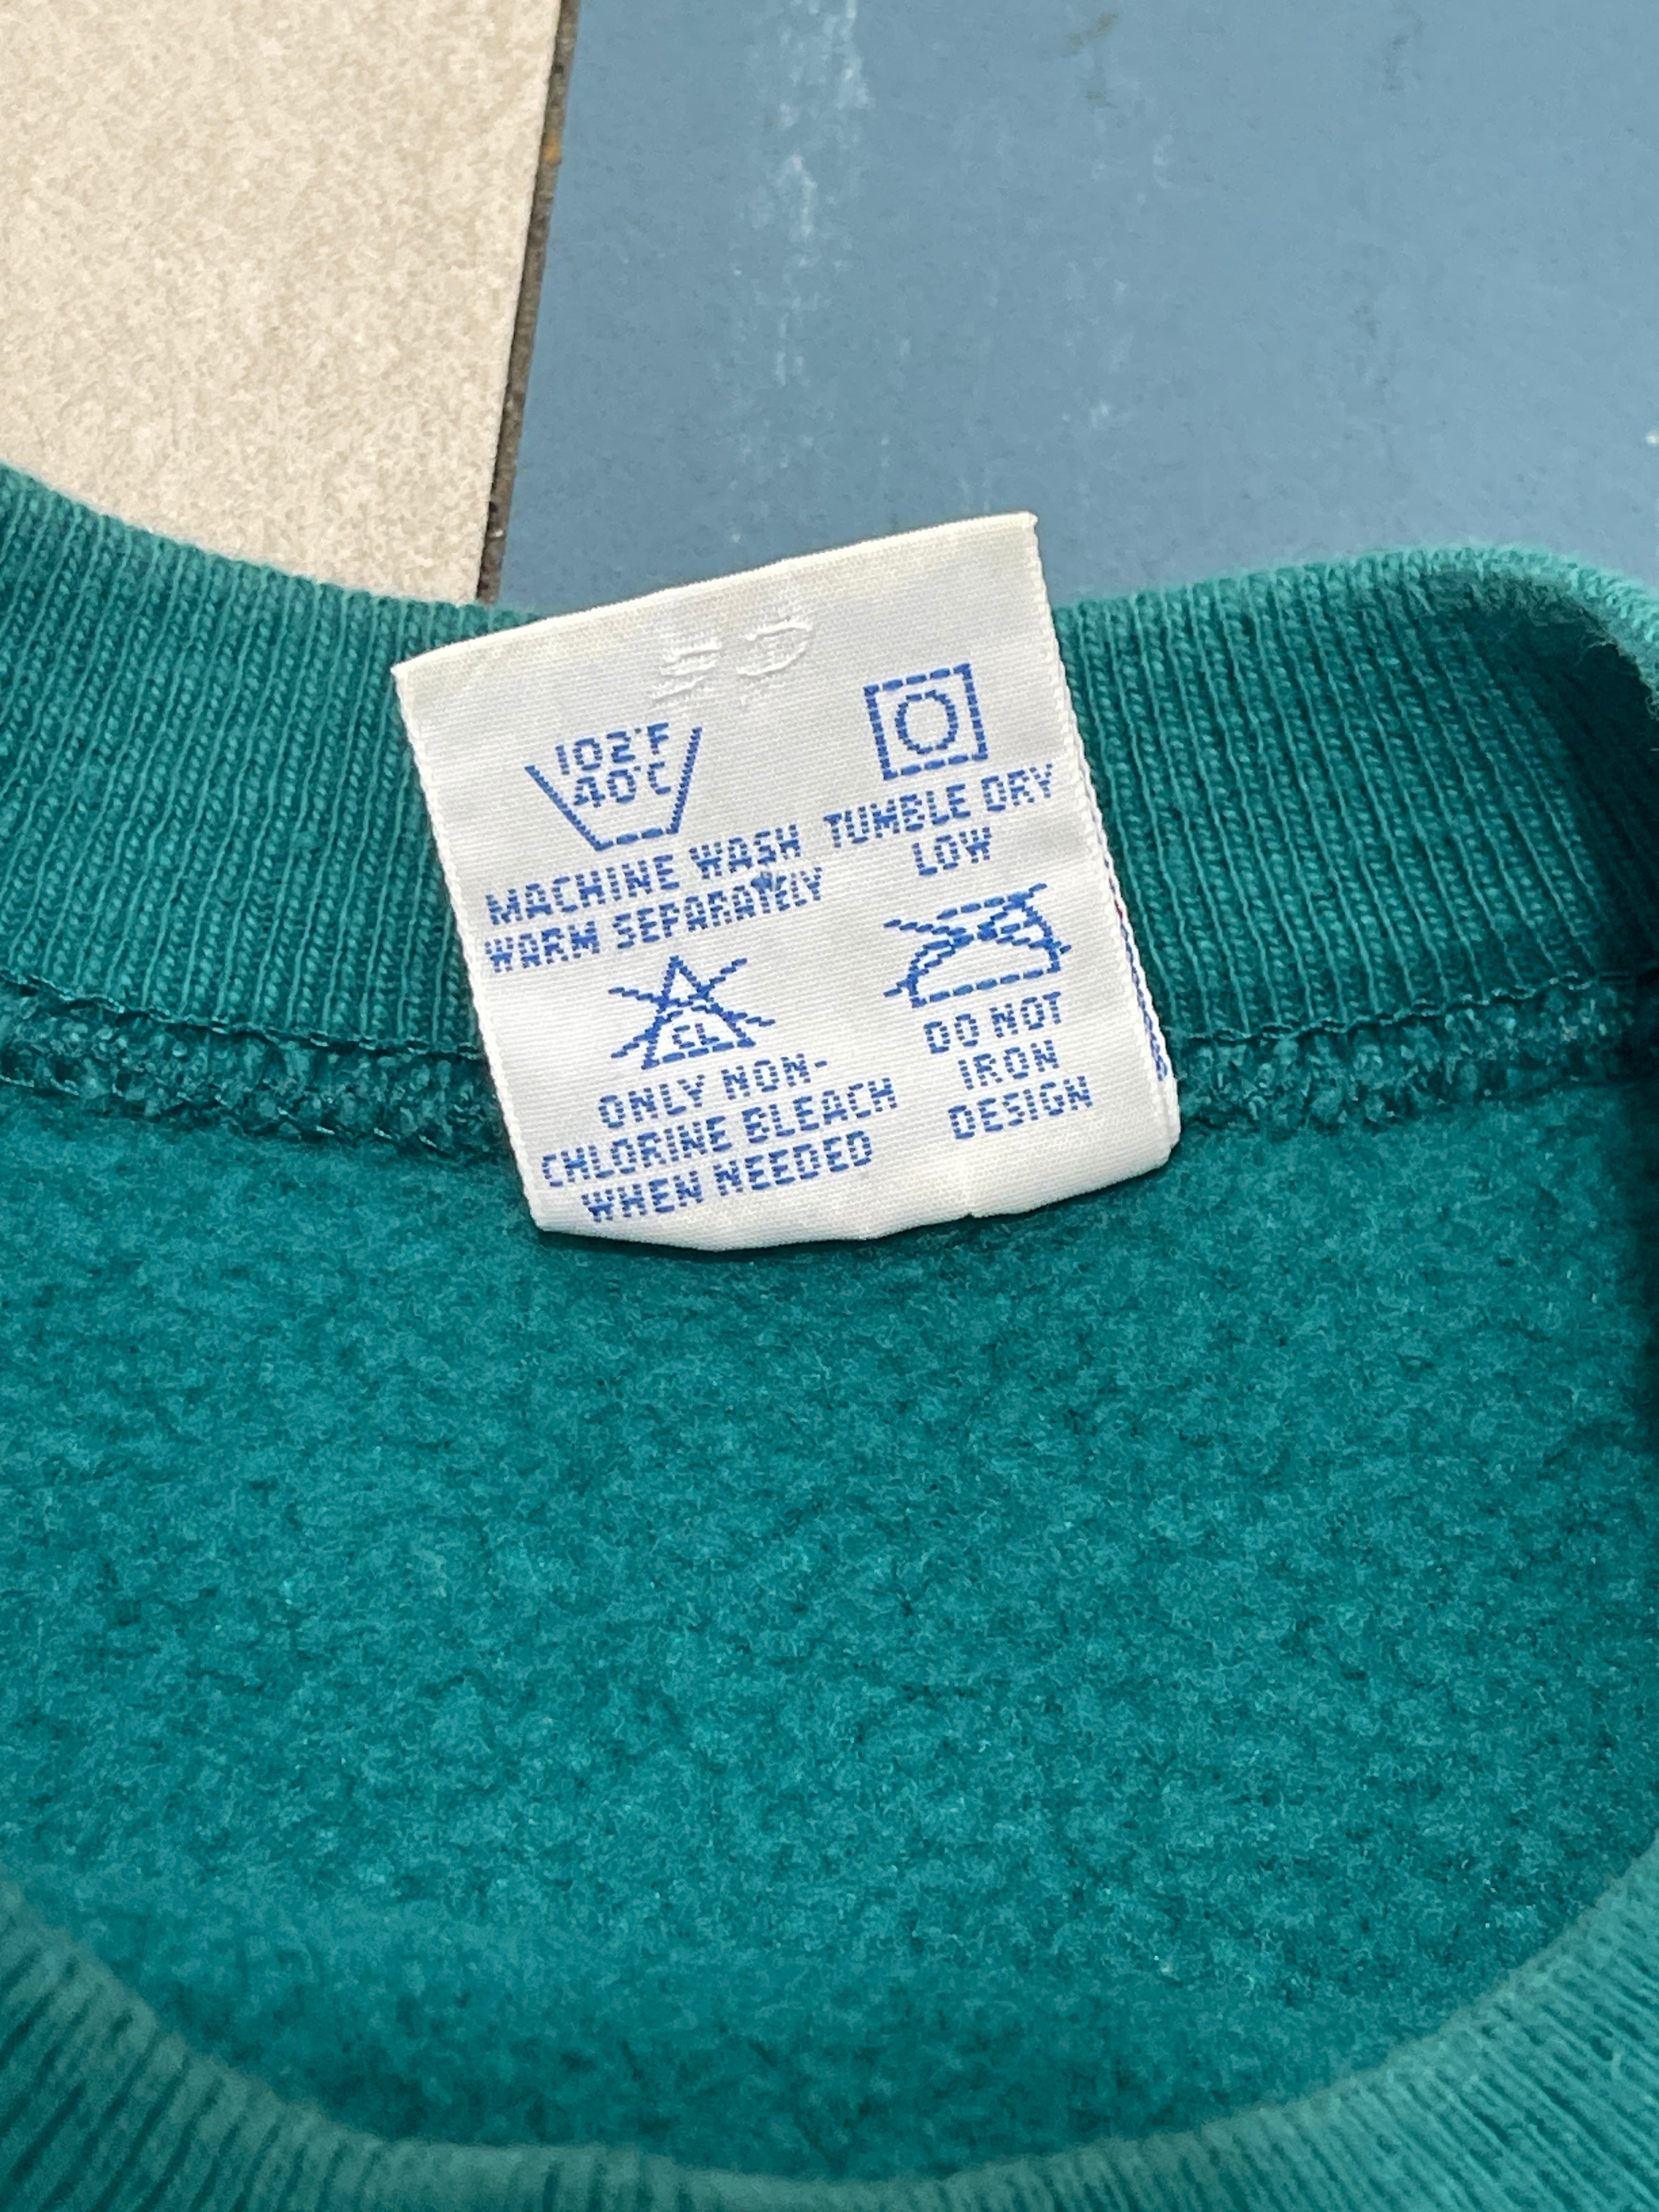 102°F
40°C
MACHINE WASH
WARM SEPARATELY
TUMBLE DRY
LOW
CL
ONLY NON-
CHLORINE BLEACH
WHEN NEEDED
DO NOT
IRON
DESIGN